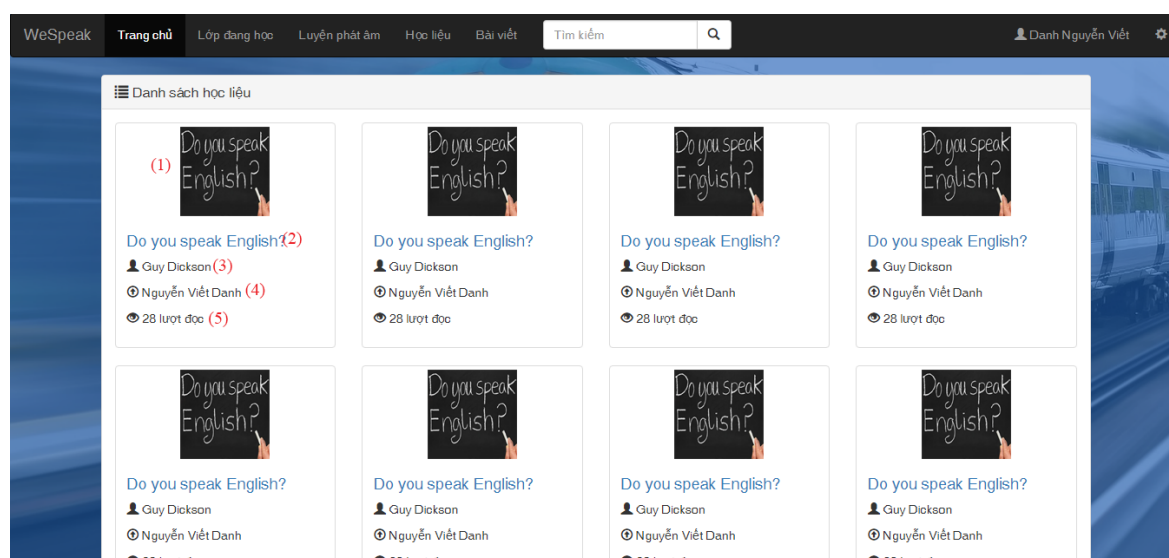 WeSpeak Trang chủ Lớp đang học Luyện phát âm Học liệu Bài viết Tìm kiếm Danh Nguyễn Viết
Danh sách học liệu
Do you speak Do you speak Do you speak Do you speak
(1) English? English? English? English?
Do you speak English?(2) Do you speak English? Do you speak English? Do you speak English?
Guy Dickson(3) Guy Dickson Guy Dickson Guy Dickson
Nguyễn Viết Danh (4) Nguyễn Viết Danh Nguyễn Viết Danh Nguyễn Viết Danh
28 lượt đọc (5) 28 lượt đọc 28 lượt đọc 28 lượt đọc
Do you speak Do you speak Do you speak Do you speak
English? English? English? English?
Do you speak English? Do you speak English? Do you speak English? Do you speak English?
Guy Dickson Guy Dickson Guy Dickson Guy Dickson
Nguyễn Viết Danh Nguyễn Viết Danh Nguyễn Viết Danh Nguyễn Viết Danh